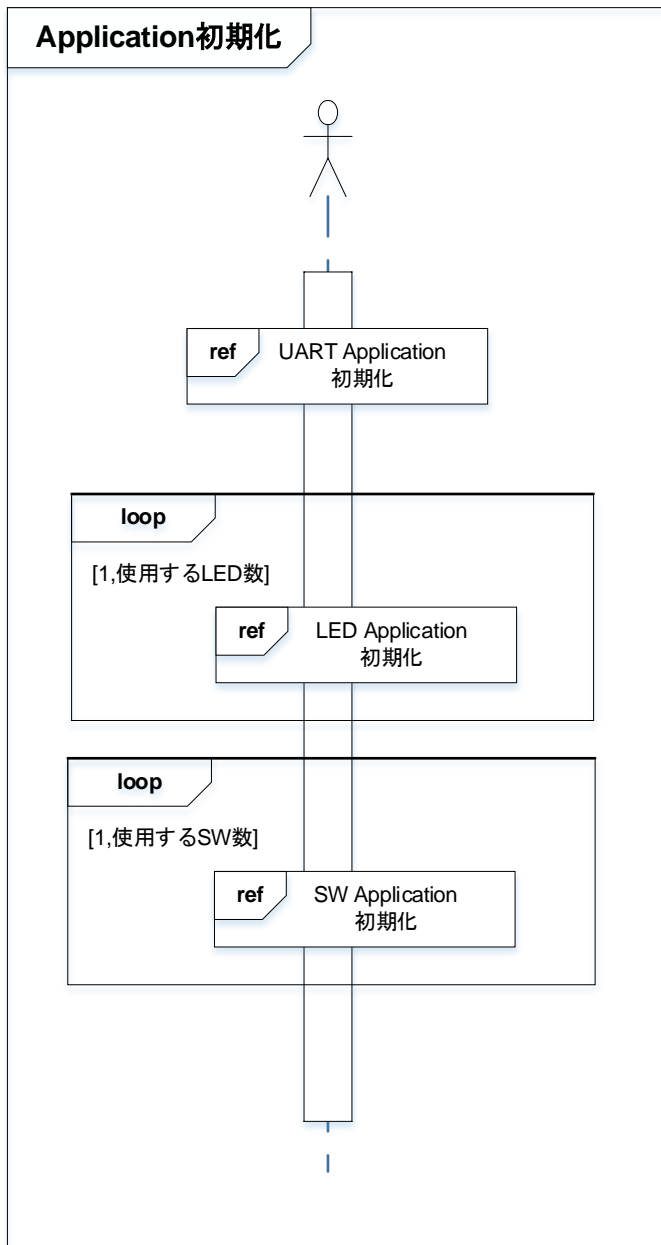 Application初期化
ref
UART Application
初期化
loop
[1,使用するLED数]
ref
LED Application
初期化
loop
[1,使用するSW数]
ref
SW Application
初期化